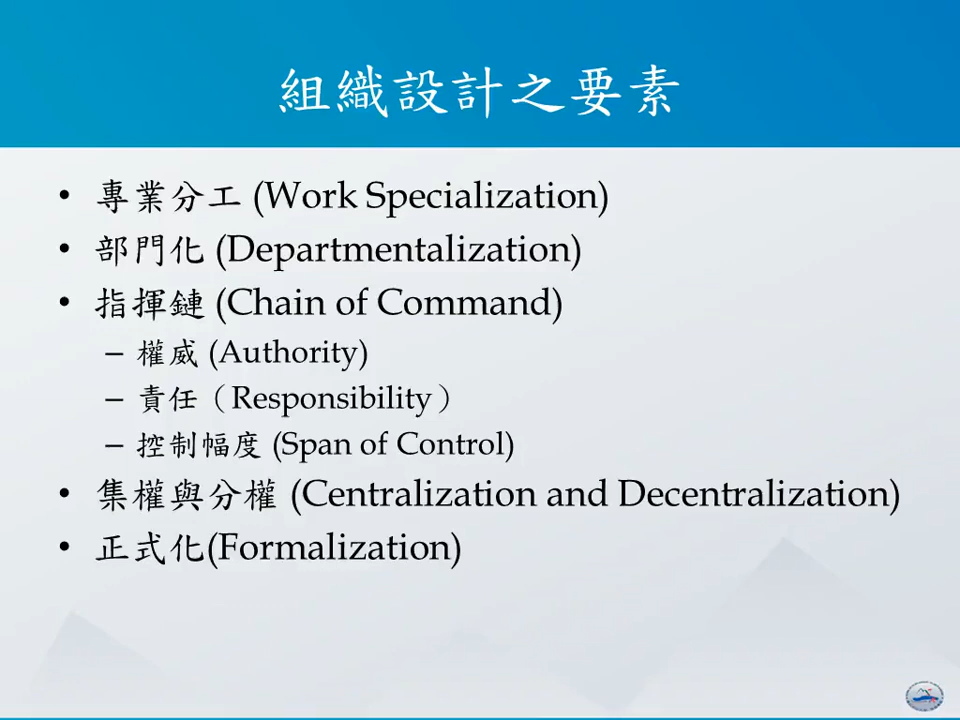 組織設計之要素
• 專業分工 (Work Specialization)
• 部門化 (Departmentalization)
• 指揮鏈 (Chain of Command)
– 權威 (Authority)
– 責任（Responsibility）
– 控制幅度 (Span of Control)
• 集權與分權 (Centralization and Decentralization)
• 正式化(Formalization)